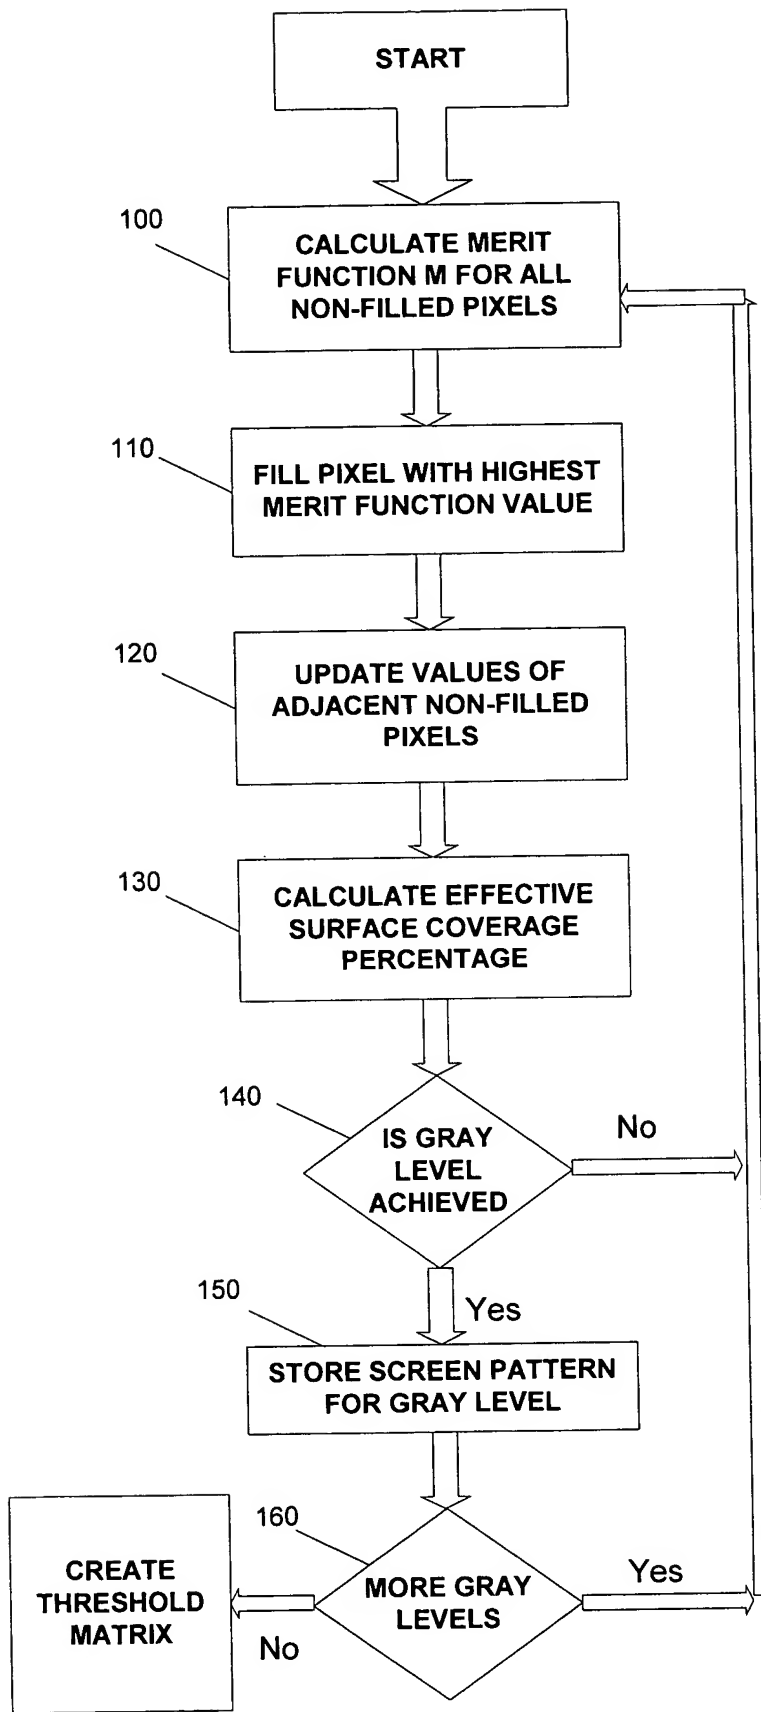 START
100
CALCULATE MERIT
FUNCTION M FOR ALL
NON-FILLED PIXELS
110
FILL PIXEL WITH HIGHEST
MERIT FUNCTION VALUE
120
UPDATE VALUES OF
ADJACENT NON-FILLED
PIXELS
130
CALCULATE EFFECTIVE
SURFACE COVERAGE
PERCENTAGE
140
IS GRAY
LEVEL
ACHIEVED
No
Yes
150
STORE SCREEN PATTERN
FOR GRAY LEVEL
160
MORE GRAY
LEVELS
Yes
No
CREATE
THRESHOLD
MATRIX